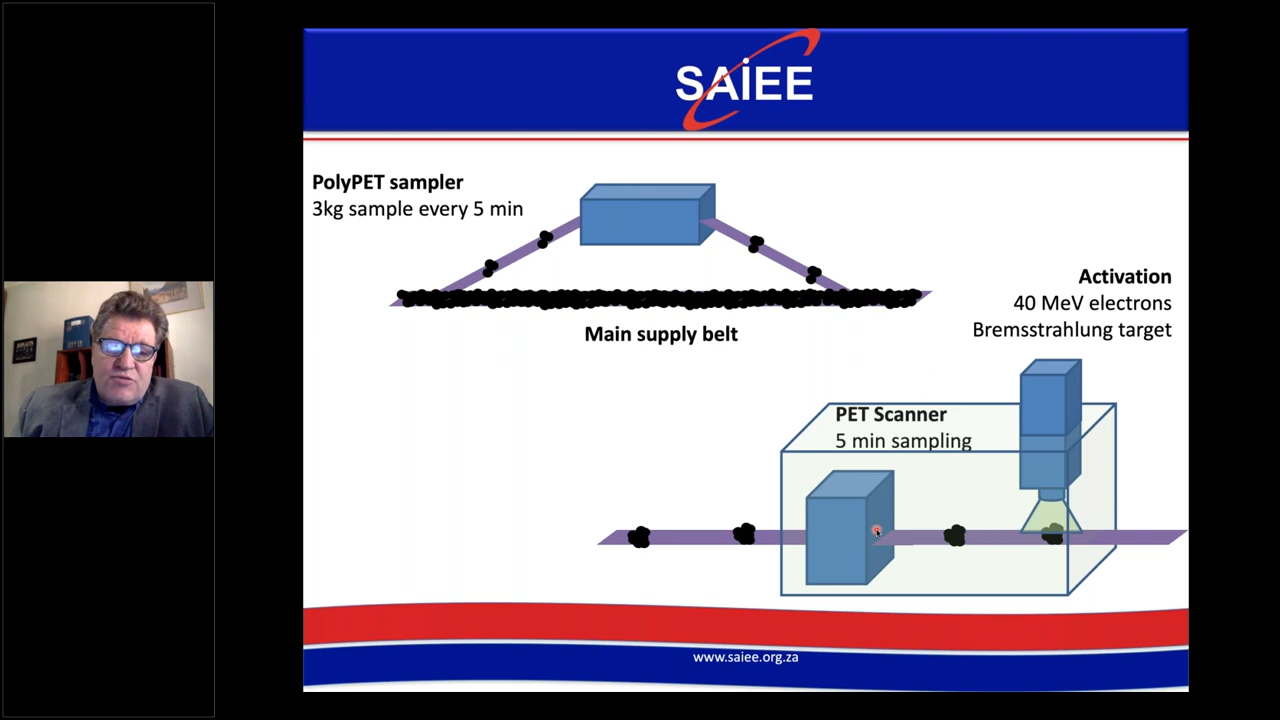 SAiEE
PolyPET sampler
3kg sample every 5 min
Main supply belt
Activation
40 MeV electrons
Bremsstrahlung target
PET Scanner
5 min sampling
www.saiee.org.za